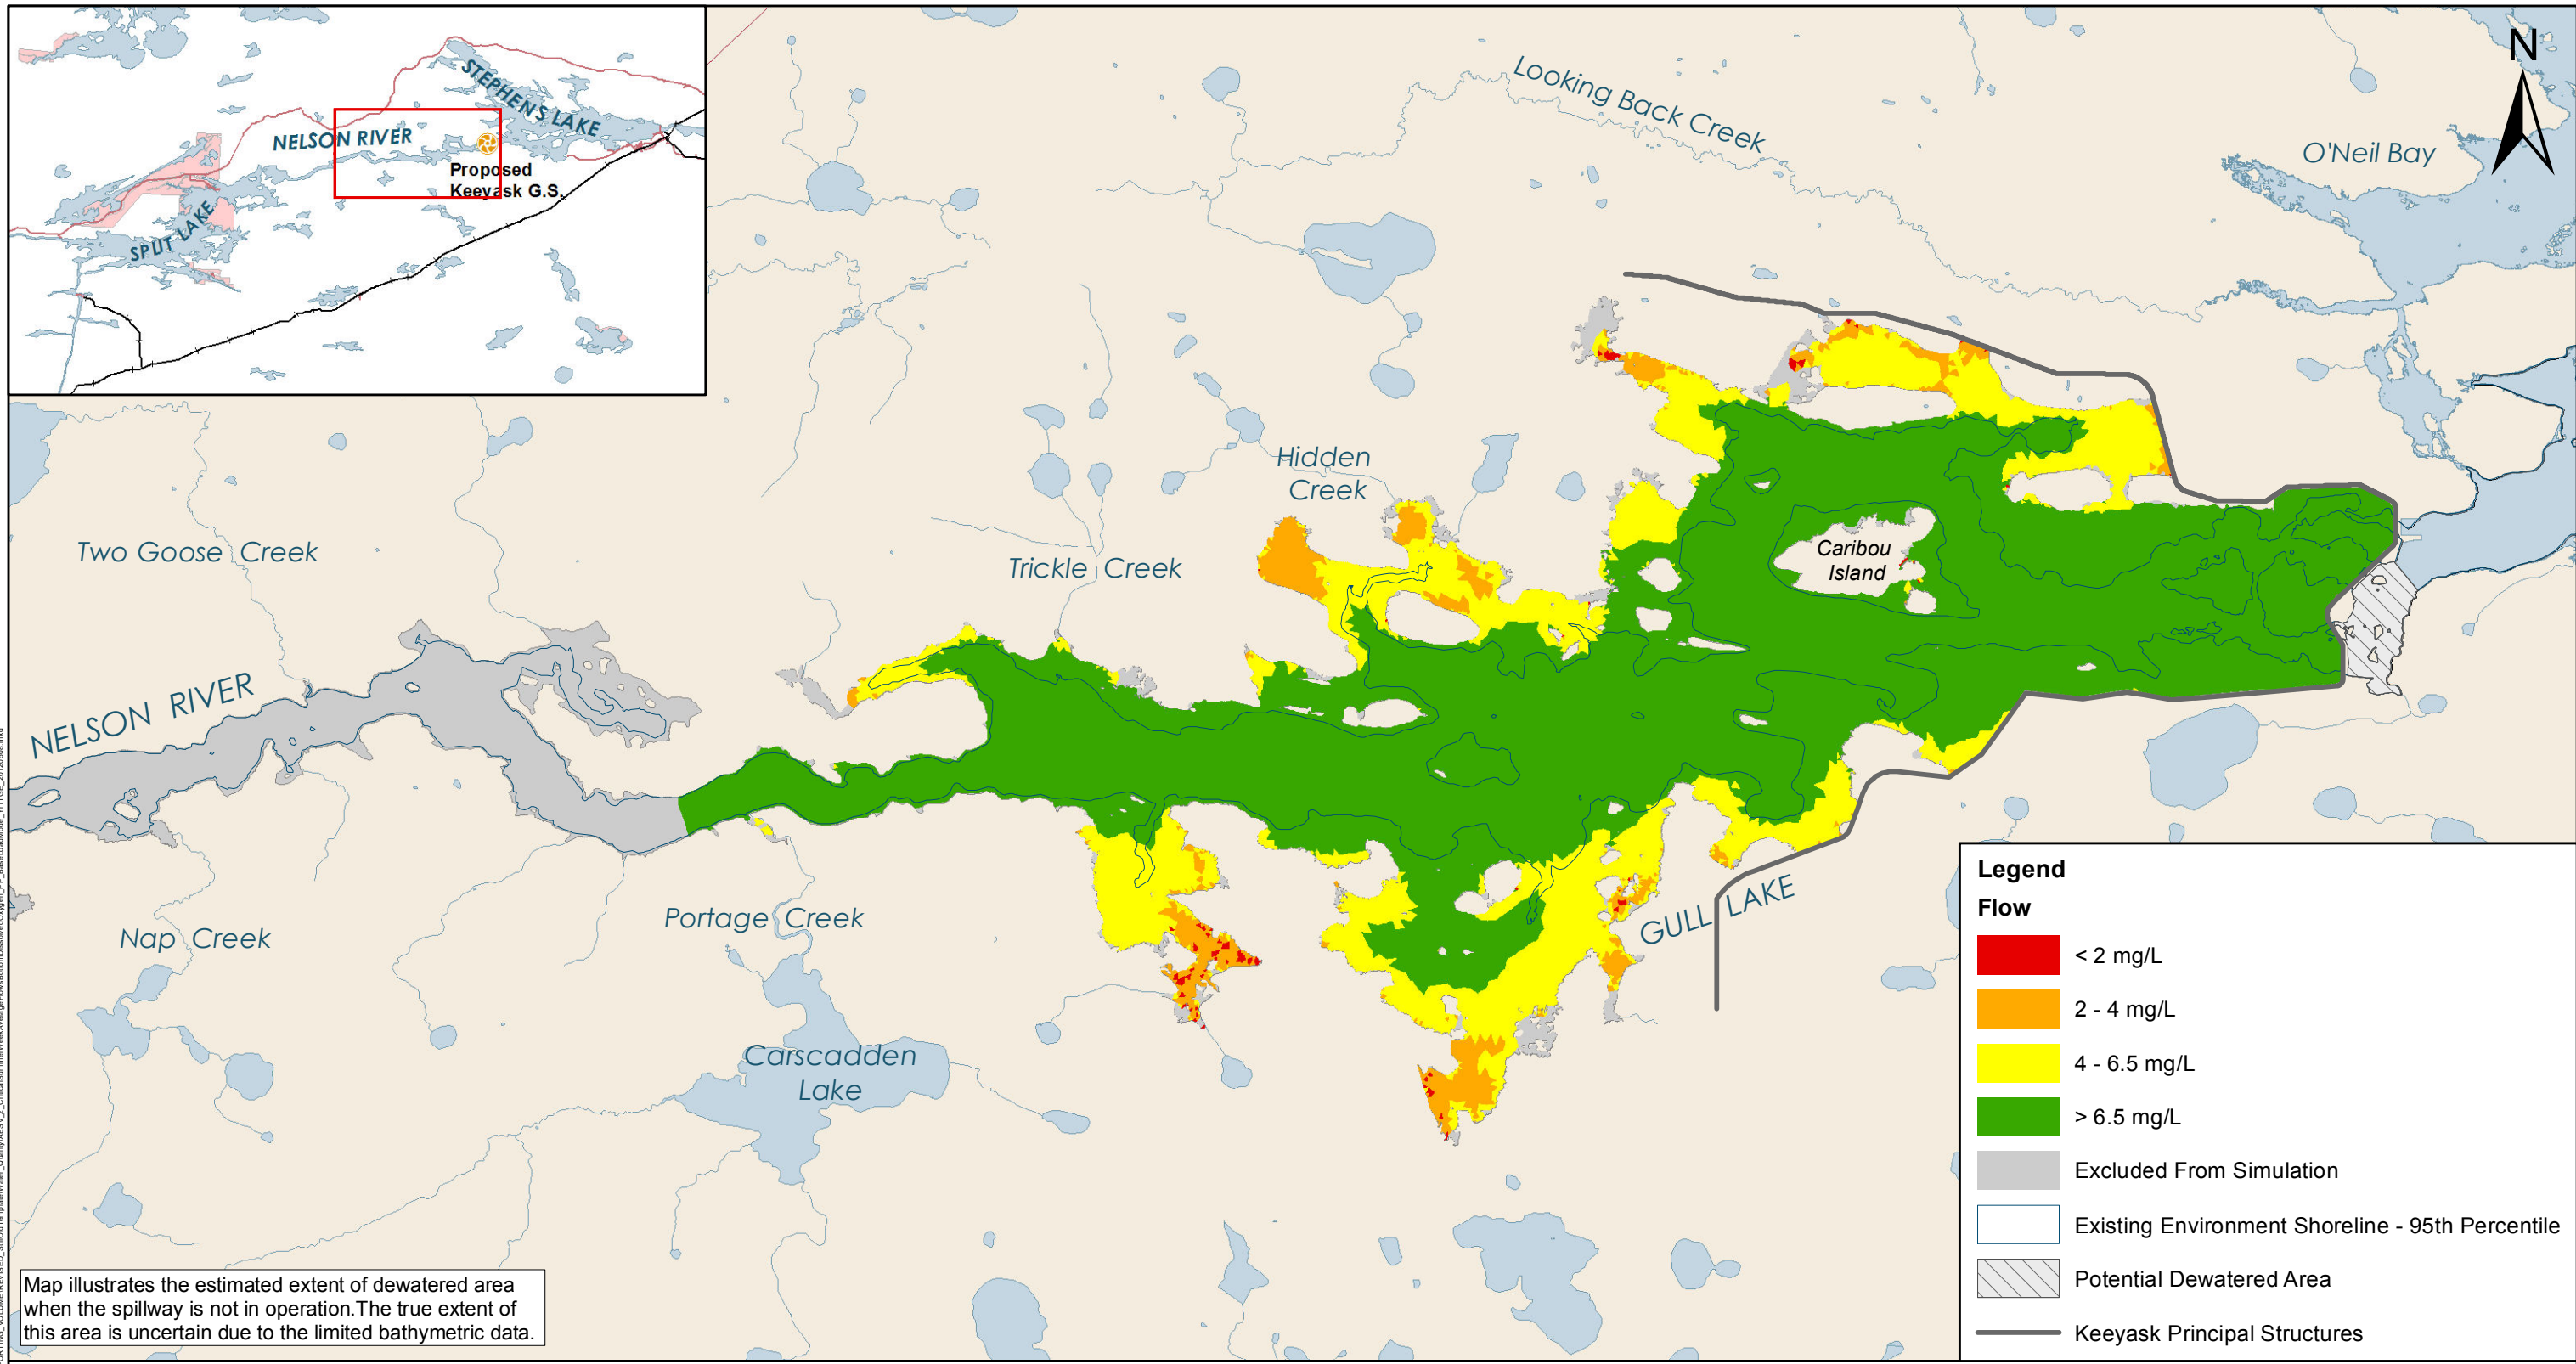 STEPHENS LAKE
NELSON RIVER
Proposed
Keeyask G.S.
SPLIT LAKE
N
Looking Back Creek
O'Neil Bay
Hidden
Creek
Two Goose Creek
Trickle Creek
Caribou
Island
NELSON RIVER
Portage Creek
Nap Creek
GULL LAKE
Carscadden
Lake
Legend
Flow
< 2 mg/L
2 - 4 mg/L
4 - 6.5 mg/L
> 6.5 mg/L
Excluded From Simulation
Existing Environment Shoreline - 95th Percentile
Potential Dewatered Area
Keeyask Principal Structures
Map illustrates the estimated extent of dewatered area
when the spillway is not in operation.The true extent of
this area is uncertain due to the limited bathymetric data.